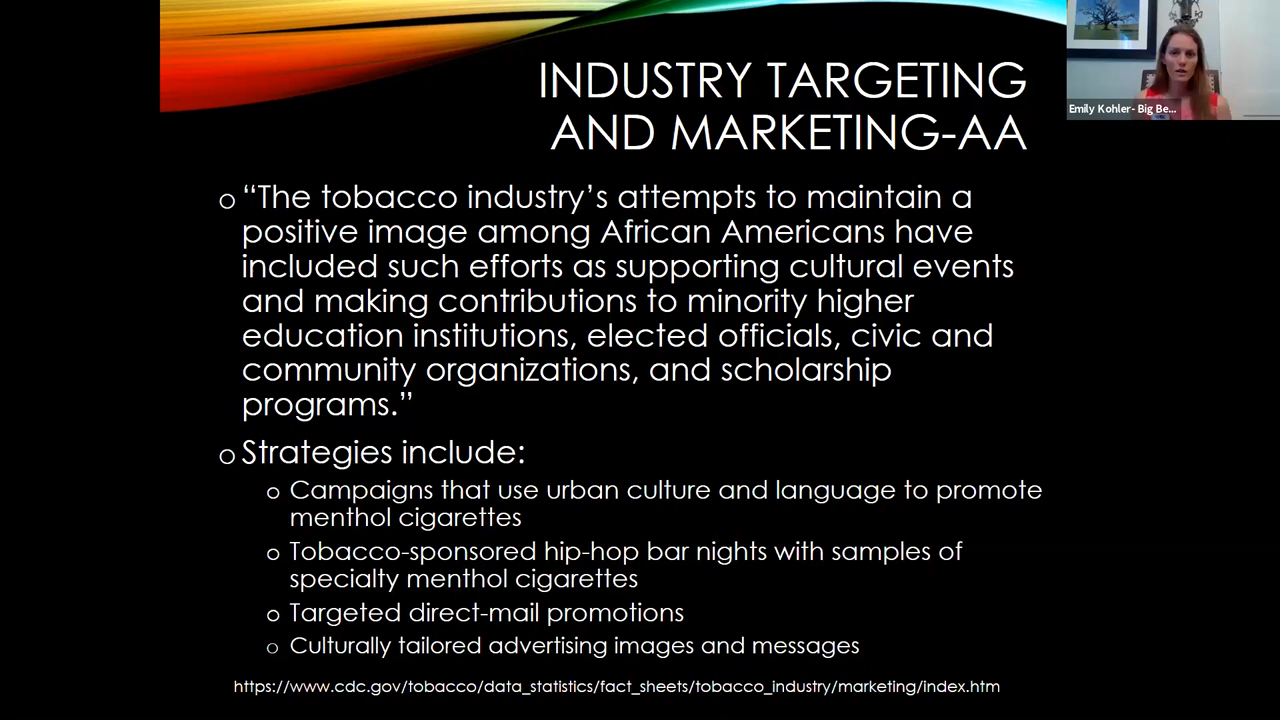 INDUSTRY TARGETING
AND MARKETING-AA
Emily Kohler- Big Be...
o “The tobacco industry’s attempts to maintain a
positive image among African Americans have
included such efforts as supporting cultural events
and making contributions to minority higher
education institutions, elected officials, civic and
community organizations, and scholarship
programs.”
o Strategies include:
o Campaigns that use urban culture and language to promote
menthol cigarettes
o Tobacco-sponsored hip-hop bar nights with samples of
specialty menthol cigarettes
o Targeted direct-mail promotions
o Culturally tailored advertising images and messages
https://www.cdc.gov/tobacco/data_statistics/fact_sheets/tobacco_industry/marketing/index.htm